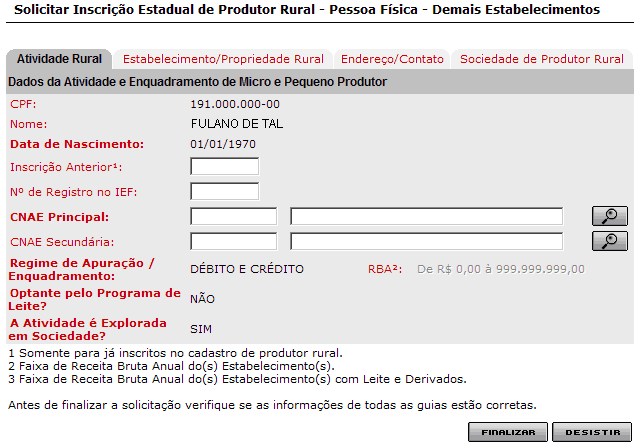 Solicitar Inscrição Estadual de Produtor Rural - Pessoa Física - Demais Estabelecimentos
Atividade Rural Estabelecimento/Propriedade Rural Endereço/Contato Sociedade de Produtor Rural
Dados da Atividade e Enquadramento de Micro e Pequeno Produtor
CPF: 191.000.000-00
Nome: FULANO DE TAL
Data de Nascimento: 01/01/1970
Inscrição Anterior¹:
Nº de Registro no IEF:
CNAE Principal:
CNAE Secundária:
Regime de Apuração /
Enquadramento: DÉBITO E CRÉDITO RBA²: De R$ 0,00 à 999.999.999,00
Optante pelo Programa de
Leite? NÃO
A Atividade é Explorada
em Sociedade? SIM
1 Somente para já inscritos no cadastro de produtor rural.
2 Faixa de Receita Bruta Anual do(s) Estabelecimento(s).
3 Faixa de Receita Bruta Anual do(s) Estabelecimento(s) com Leite e Derivados.
Antes de finalizar a solicitação verifique se as informações de todas as guias estão corretas.
FINALIZAR DESISTIR